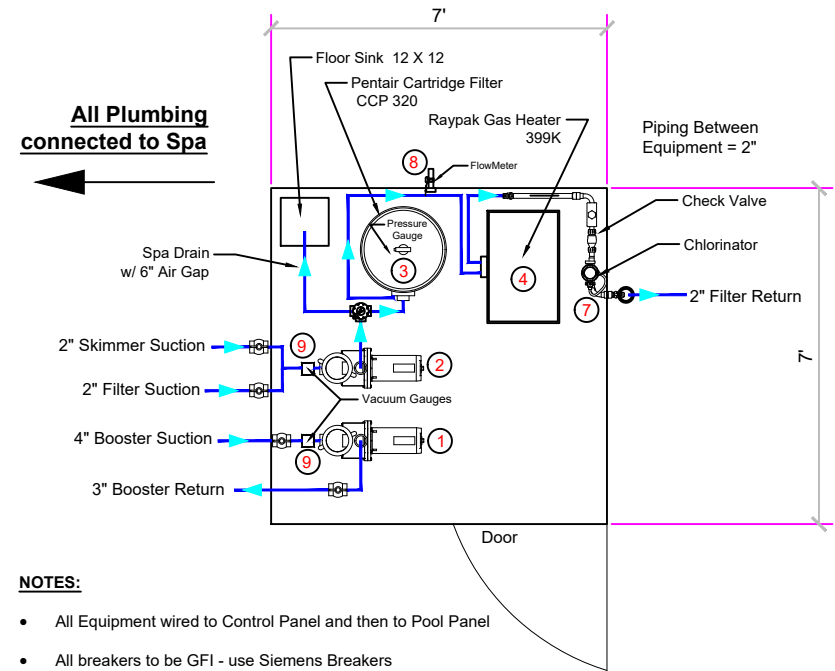 7'
Floor Sink 12 X 12
Pentair Cartridge Filter
CCP 320
All Plumbing
connected to Spa
Raypak Gas Heater
399K
Piping Between
Equipment = 2"
8
FlowMeter
Pressure
Gauge
Check Valve
Spa Drain
w/ 6" Air Gap
3
4
Chlorinator
7
2" Filter Return
2" Skimmer Suction
9
2
7'
2" Filter Suction
Vacuum Gauges
4" Booster Suction
1
9
3" Booster Return
Door
NOTES:
• All Equipment wired to Control Panel and then to Pool Panel
• All breakers to be GFI - use Siemens Breakers